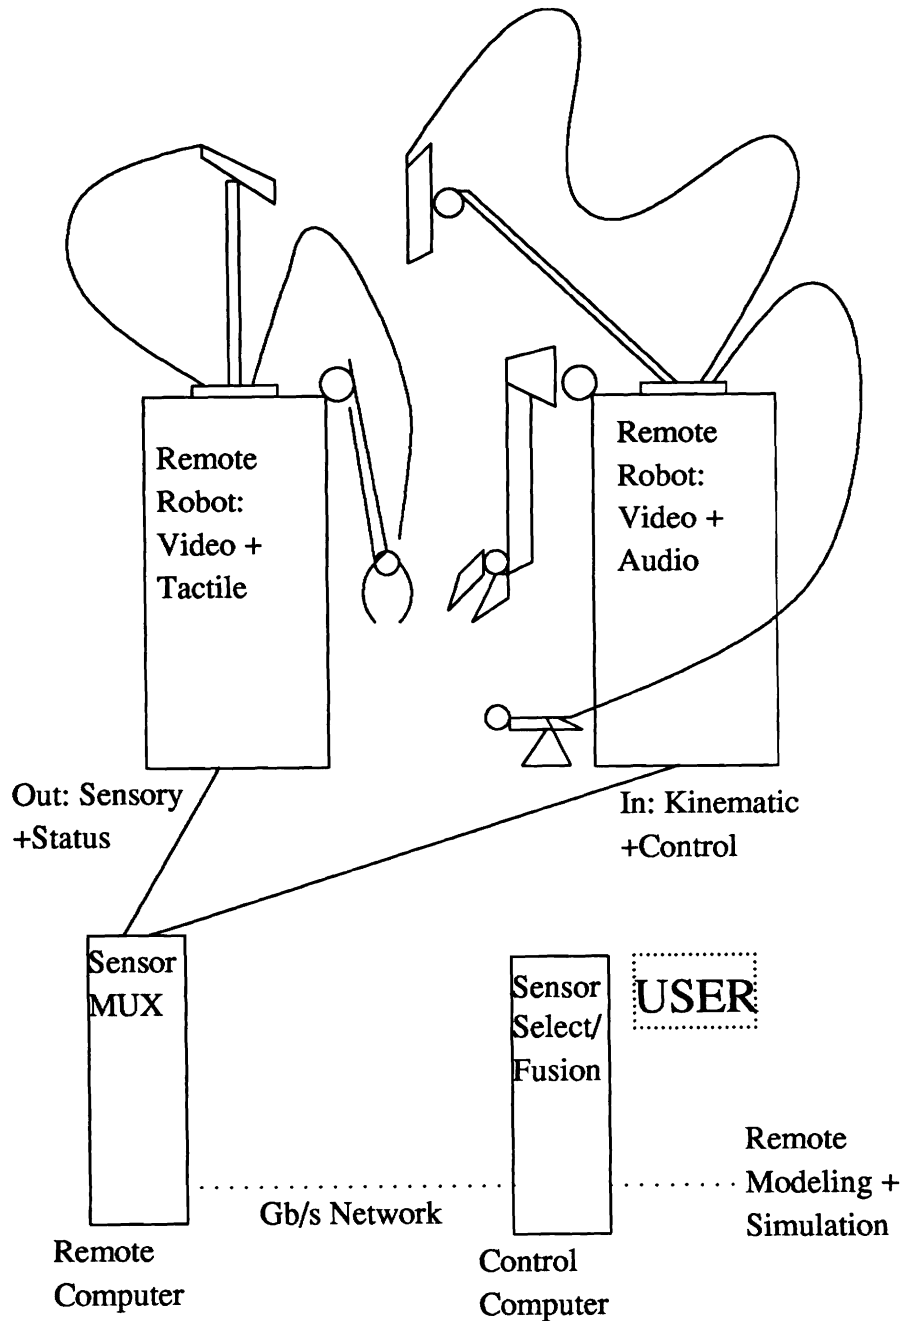 Remote
Robot:
Video +
Tactile
Remote
Robot:
Video +
Audio
Out: Sensory
+Status
In: Kinematic
+Control
Sensor
MUX
Sensor
Select/
Fusion
USER
Gb/s Network
Remote
Modeling +
Simulation
Remote
Computer
Control
Computer